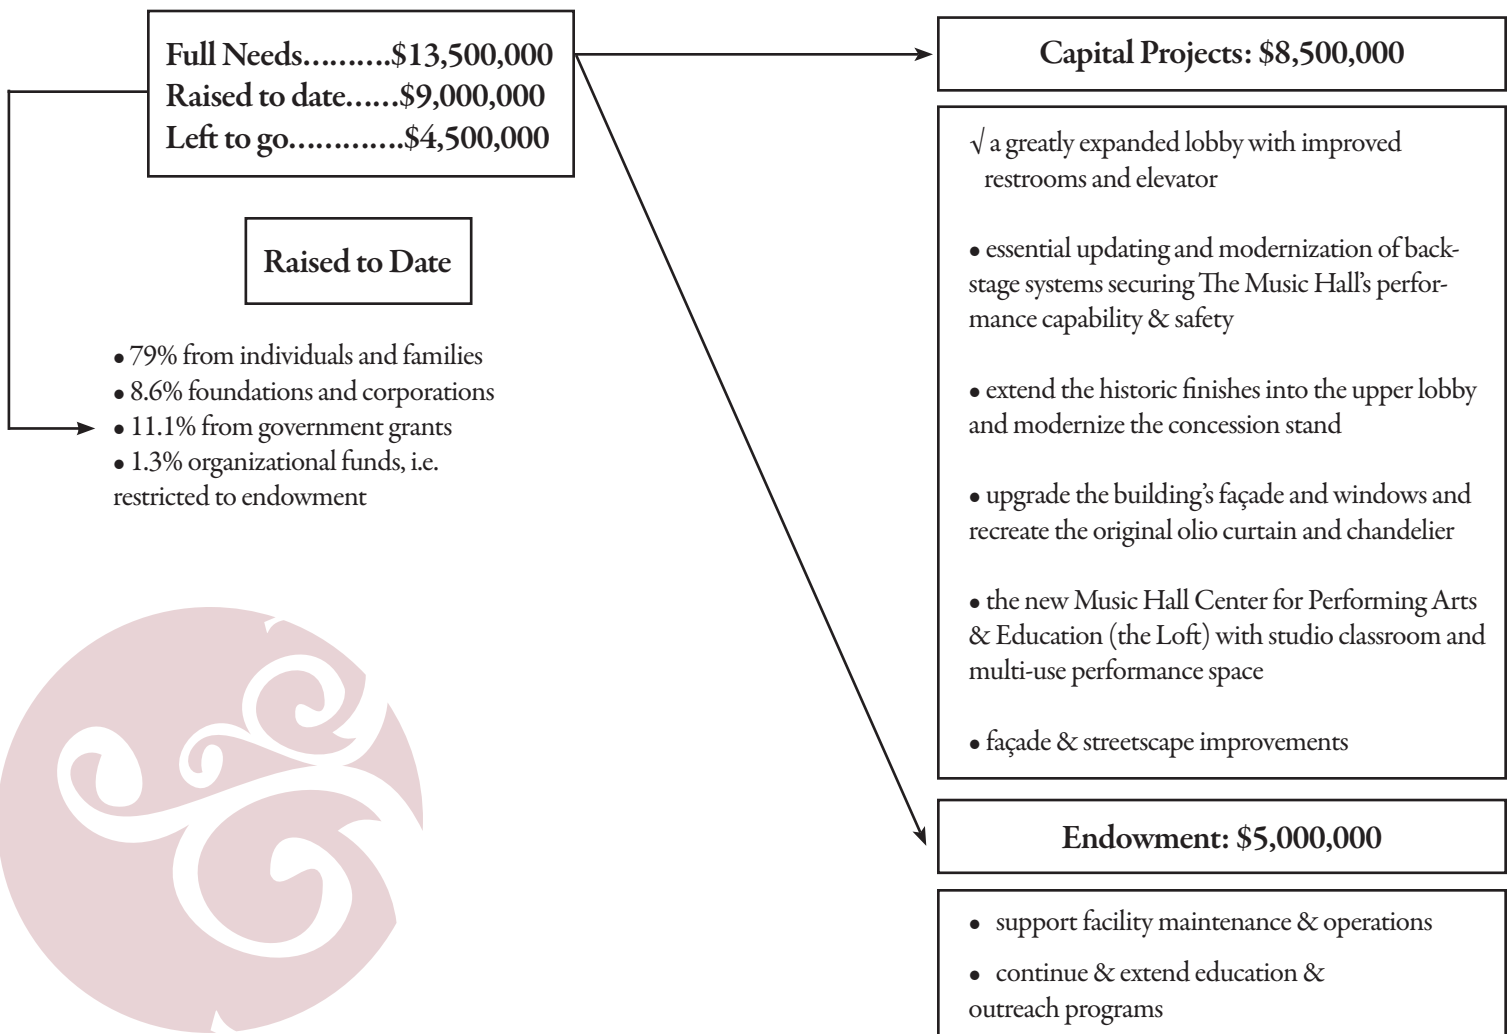 Full Needs..........$13,500,000
Raised to date......$9,000,000
Left to go.............$4,500,000
Raised to Date
• 79% from individuals and families
• 8.6% foundations and corporations
• 11.1% from government grants
• 1.3% organizational funds, i.e.
restricted to endowment
Capital Projects: $8,500,000
√ a greatly expanded lobby with improved
restrooms and elevator
• essential updating and modernization of back-
stage systems securing The Music Hall's perfor-
mance capability & safety
• extend the historic finishes into the upper lobby
and modernize the concession stand
• upgrade the building's façade and windows and
recreate the original olio curtain and chandelier
• the new Music Hall Center for Performing Arts
& Education (the Loft) with studio classroom and
multi-use performance space
• façade & streetscape improvements
Endowment: $5,000,000
• support facility maintenance & operations
• continue & extend education &
outreach programs